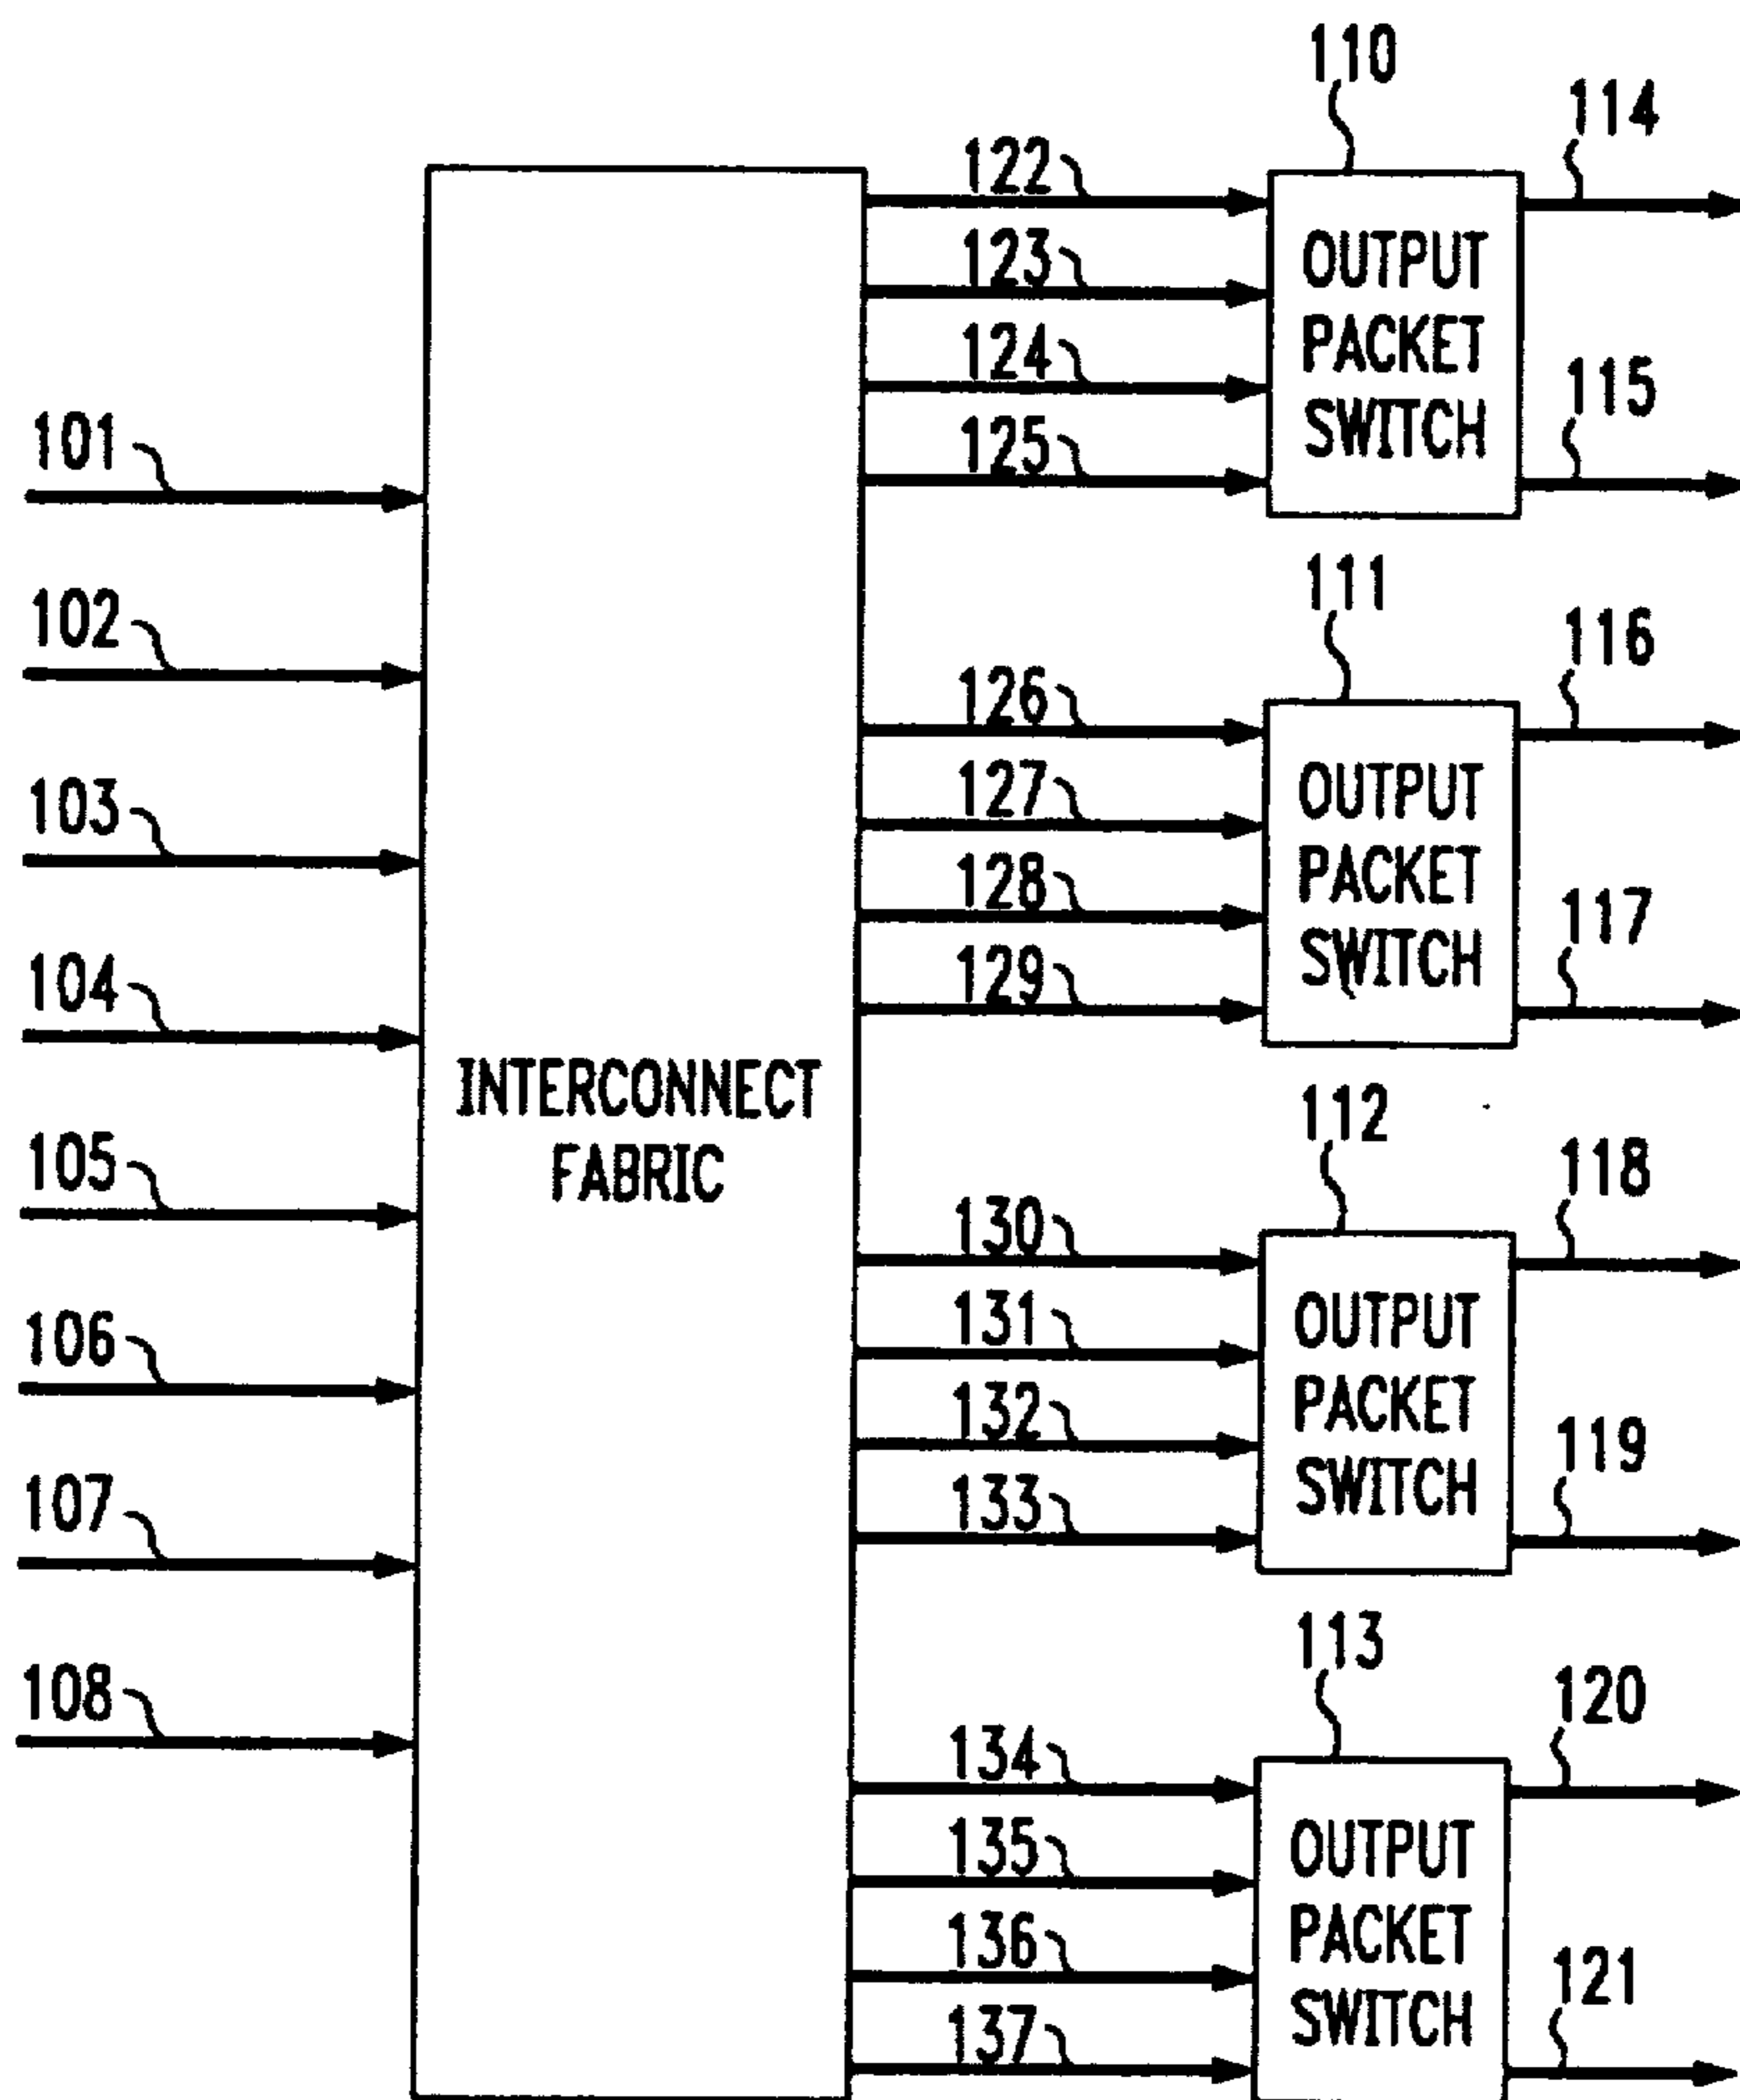 110
114
122
123
124
125
OUTPUT
PACKET
SWITCH
115
101
102
103
104
105
106
107
108
INTERCONNECT
FABRIC
111
116
126
127
128
129
OUTPUT
PACKET
SWITCH
117
112
118
130
131
132
133
OUTPUT
PACKET
SWITCH
119
113
120
134
135
136
137
OUTPUT
PACKET
SWITCH
121